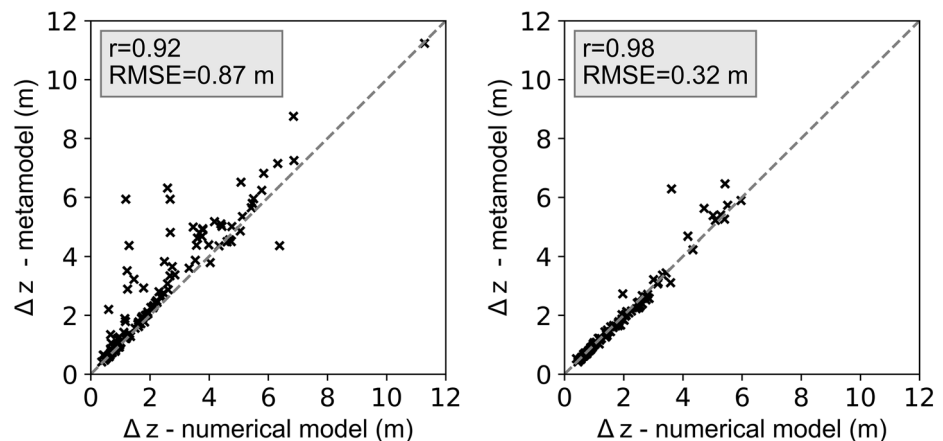 r=0.92
RMSE=0.87 m
Δ z - metamodel (m)
12
10
8
6
4
2
0
0 2 4 6 8 10 12
Δ z - numerical model (m)
r=0.98
RMSE=0.32 m
Δ z - metamodel (m)
12
10
8
6
4
2
0
0 2 4 6 8 10 12
Δ z - numerical model (m)